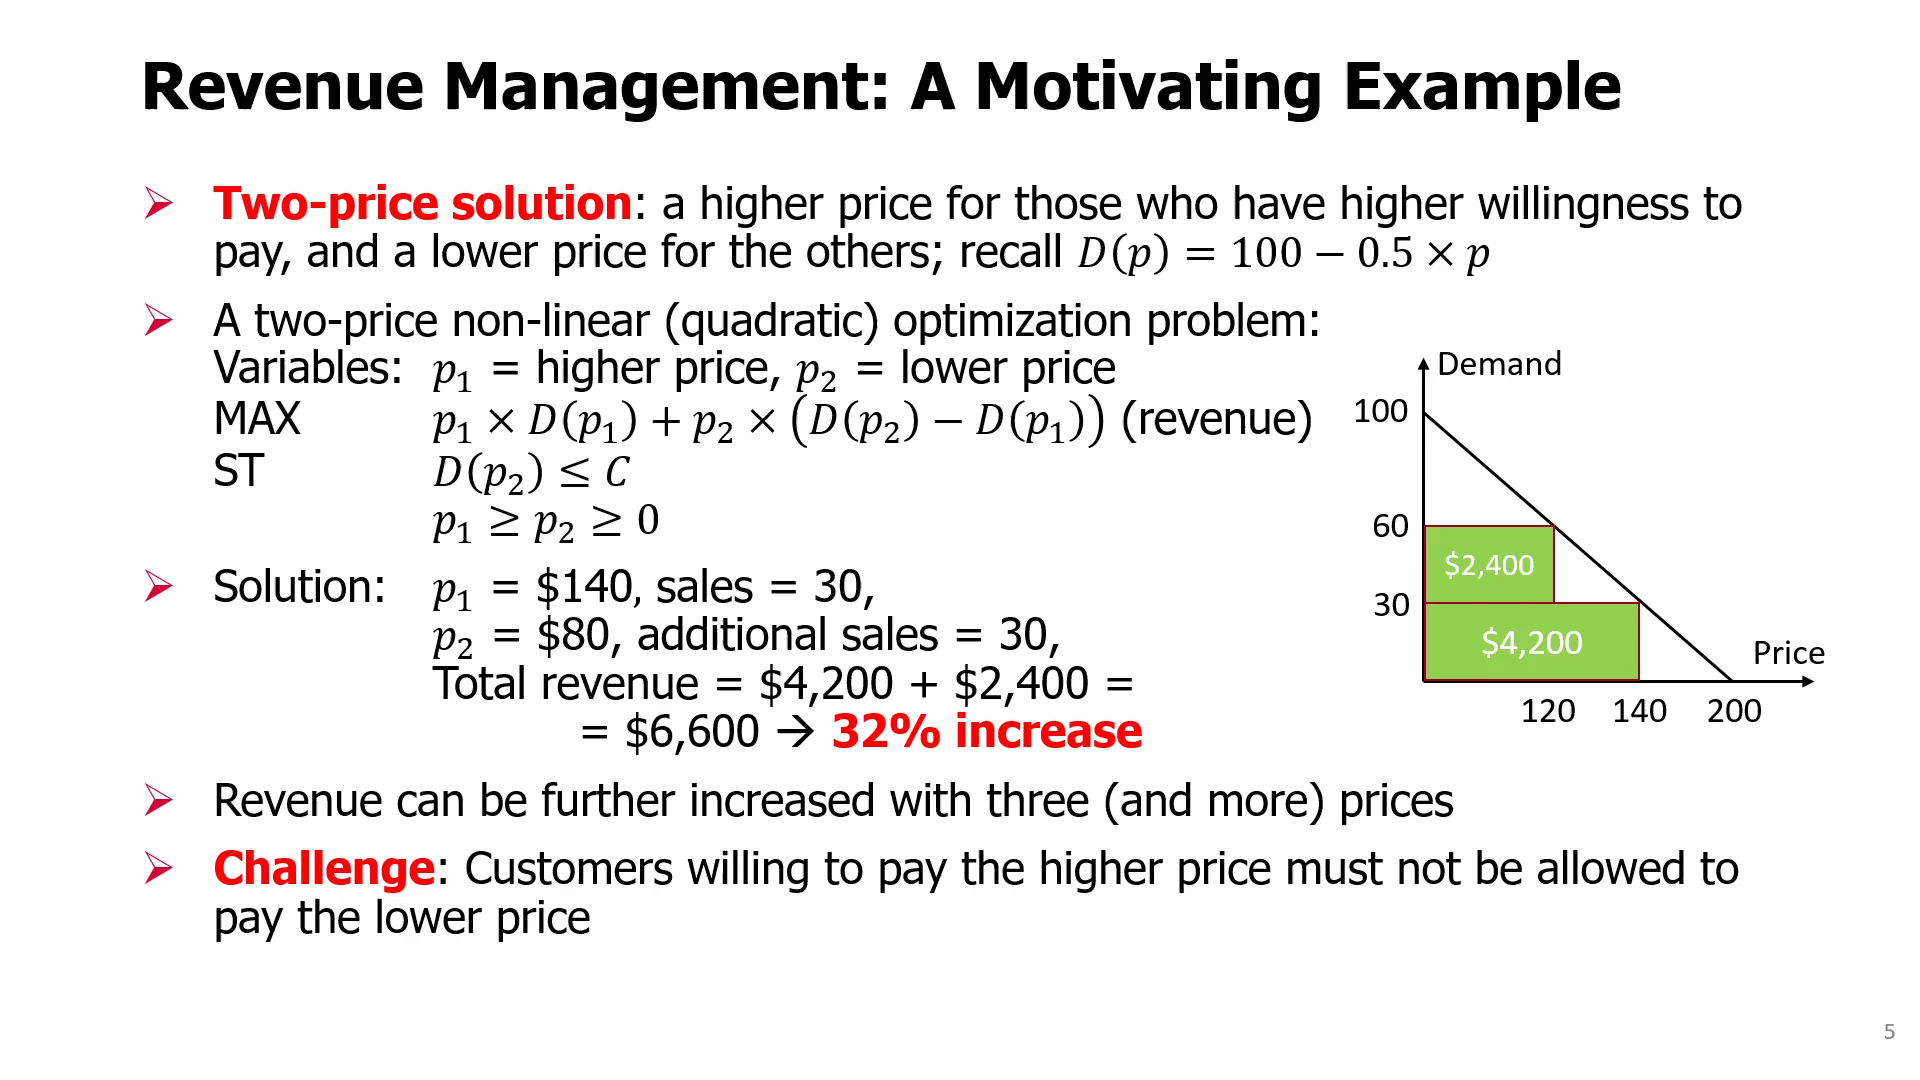 Revenue Management: A Motivating Example
➢ Two-price solution: a higher price for those who have higher willingness to
pay, and a lower price for the others; recall 𝐷(𝑝) = 100 − 0.5 × 𝑝
➢ A two-price non-linear (quadratic) optimization problem:
Variables: 𝑝₁ = higher price, 𝑝₂ = lower price
MAX 𝑝₁ × 𝐷(𝑝₁) + 𝑝₂ × (𝐷(𝑝₂) − 𝐷(𝑝₁)) (revenue)
ST 𝐷(𝑝₂) ≤ 𝐶
𝑝₁ ≥ 𝑝₂ ≥ 0
➢ Solution: 𝑝₁ = $140, sales = 30,
𝑝₂ = $80, additional sales = 30,
Total revenue = $4,200 + $2,400 =
= $6,600 → 32% increase
Demand
100
60
$2,400
30
$4,200
Price
120 140 200
➢ Revenue can be further increased with three (and more) prices
➢ Challenge: Customers willing to pay the higher price must not be allowed to
pay the lower price
5